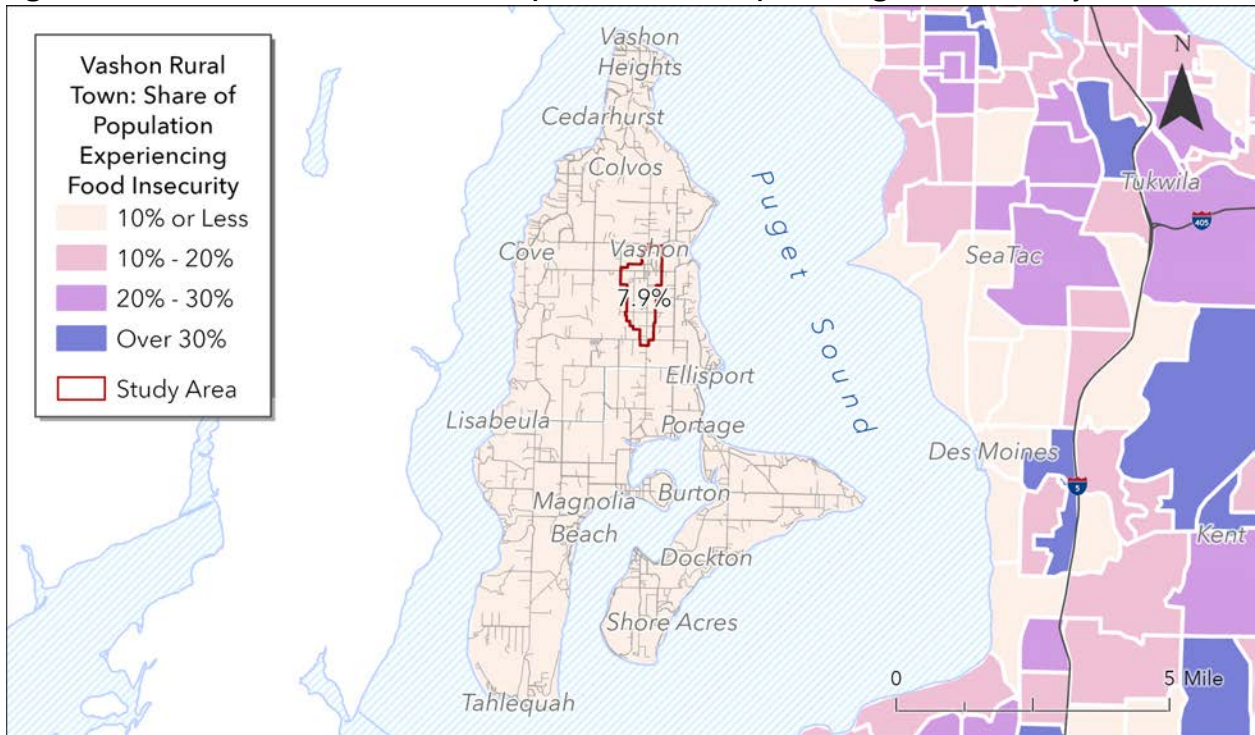 Vashon Rural
Town: Share of
Population
Experiencing
Food Insecurity
10% or Less
10% - 20%
20% - 30%
Over 30%
Study Area
Vashon
Heights
Cedarhurst
Colvos
Cove
Vashon
7.9%
Ellisport
Lisabeula
Portage
Magnolia
Beach
Burton
Dockton
Shore Acres
Tahlequah
Puget Sound
N
Tukwila
405
SeaTac
Des Moines
5
Kent
0 5 Mile